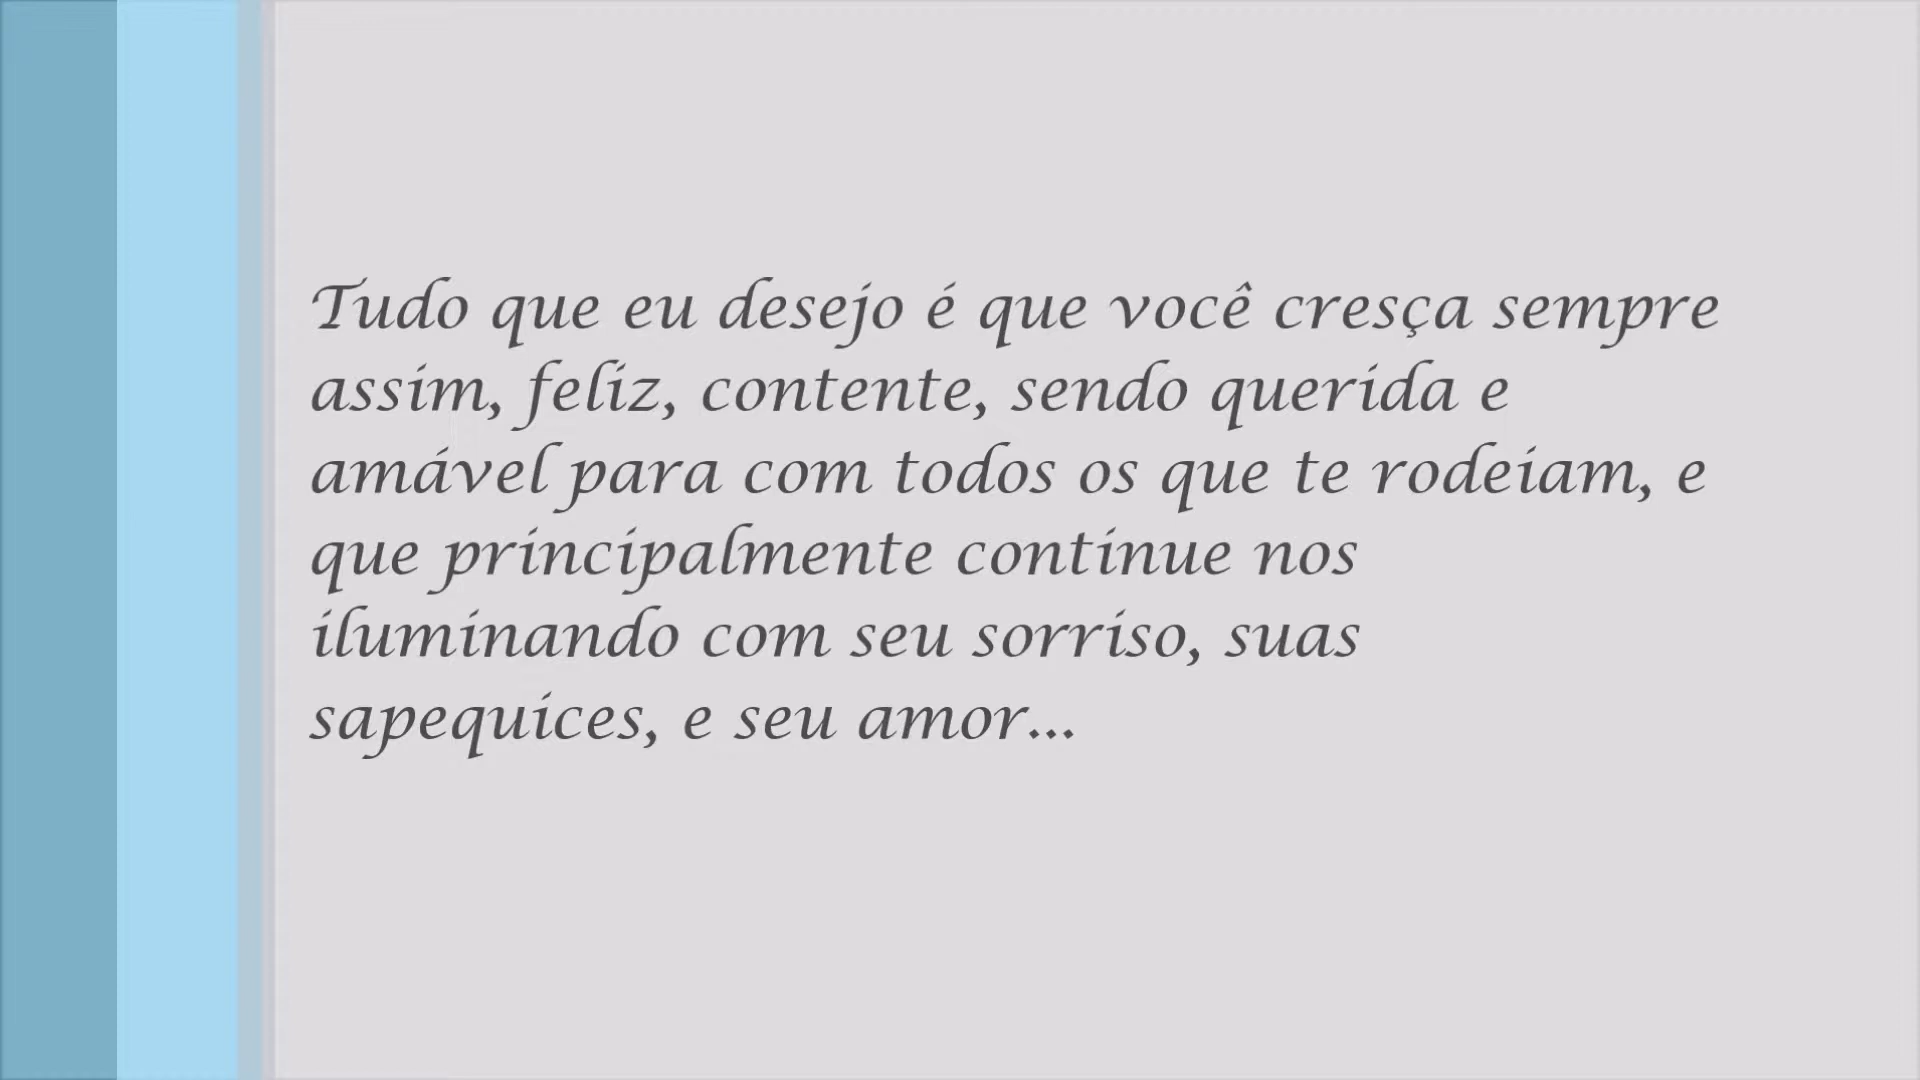 Tudo que eu desejo é que você cresça sempre
assim, feliz, contente, sendo querida e
amável para com todos os que te rodeiam, e
que principalmente continue nos
iluminando com seu sorriso, suas
sapequices, e seu amor...